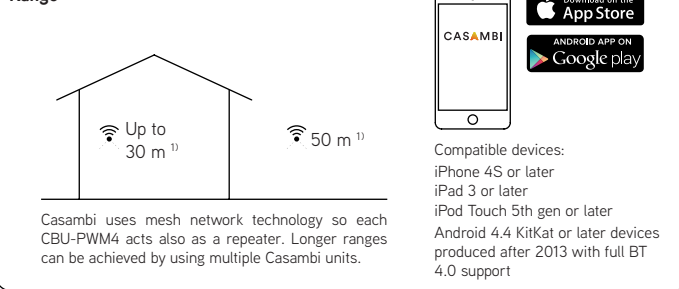 Range
Up to
30 m 1)
50 m 1)
Casambi uses mesh network technology so each
CBU-PWM4 acts also as a repeater. Longer ranges
can be achieved by using multiple Casambi units.
CASAMBI
Download on the
App Store
ANDROID APP ON
Google play
Compatible devices:
iPhone 4S or later
iPad 3 or later
iPod Touch 5th gen or later
Android 4.4 KitKat or later devices
produced after 2013 with full BT
4.0 support